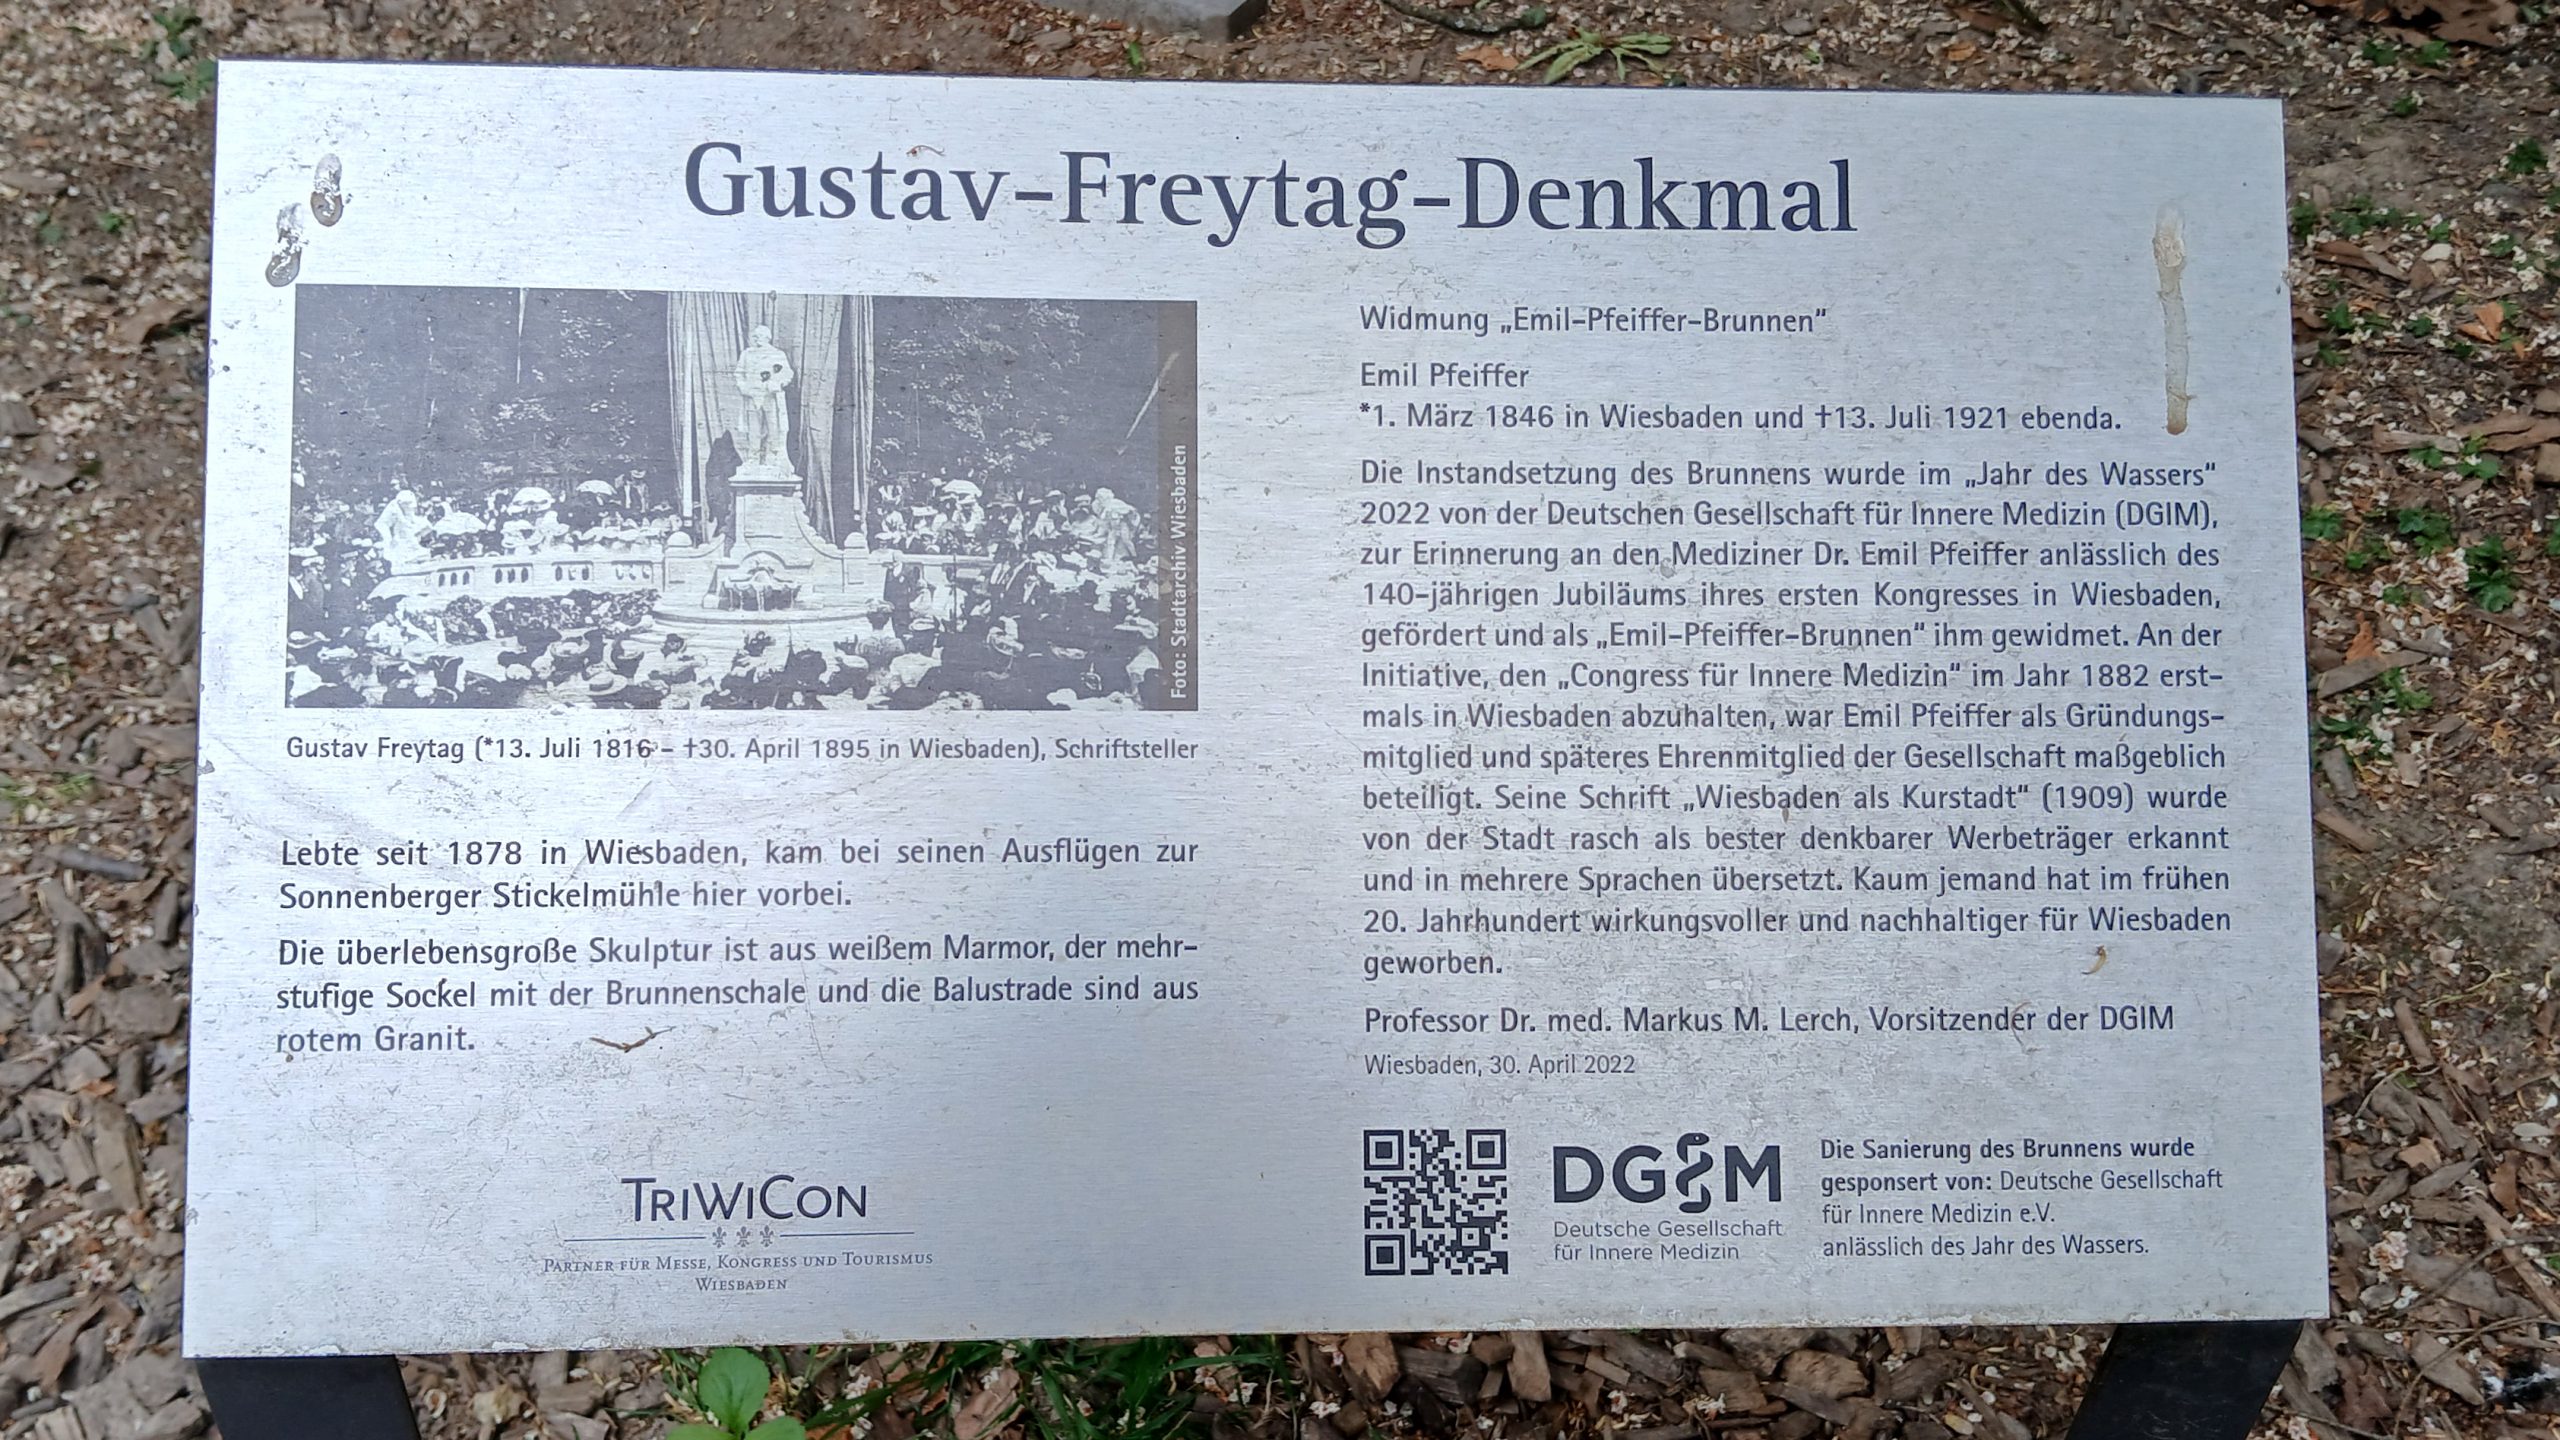 Gustav-Freytag-Denkmal
Foto: Stadtarchiv Wiesbaden
Gustav Freytag (*13. Juli 1816 – †30. April 1895 in Wiesbaden), Schriftsteller
Lebte seit 1878 in Wiesbaden, kam bei seinen Ausflügen zur
Sonnenberger Stickelmühle hier vorbei.
Die überlebensgroße Skulptur ist aus weißem Marmor, der mehr-
stufige Sockel mit der Brunnenschale und die Balustrade sind aus
rotem Granit.
TRIWICON
PARTNER FÜR MESSE, KONGRESS UND TOURISMUS
WIESBADEN
Widmung „Emil-Pfeiffer-Brunnen“
Emil Pfeiffer
*1. März 1846 in Wiesbaden und †13. Juli 1921 ebenda.
Die Instandsetzung des Brunnens wurde im „Jahr des Wassers“
2022 von der Deutschen Gesellschaft für Innere Medizin (DGIM),
zur Erinnerung an den Mediziner Dr. Emil Pfeiffer anlässlich des
140-jährigen Jubiläums ihres ersten Kongresses in Wiesbaden,
gefördert und als „Emil-Pfeiffer-Brunnen“ ihm gewidmet. An der
Initiative, den „Congress für Innere Medizin“ im Jahr 1882 erst-
mals in Wiesbaden abzuhalten, war Emil Pfeiffer als Gründungs-
mitglied und späteres Ehrenmitglied der Gesellschaft maßgeblich
beteiligt. Seine Schrift „Wiesbaden als Kurstadt“ (1909) wurde
von der Stadt rasch als bester denkbarer Werbeträger erkannt
und in mehrere Sprachen übersetzt. Kaum jemand hat im frühen
20. Jahrhundert wirkungsvoller und nachhaltiger für Wiesbaden
geworben.
Professor Dr. med. Markus M. Lerch, Vorsitzender der DGIM
Wiesbaden, 30. April 2022
DGIM
Deutsche Gesellschaft
für Innere Medizin
Die Sanierung des Brunnens wurde
gesponsert von: Deutsche Gesellschaft
für Innere Medizin e.V.
anlässlich des Jahr des Wassers.